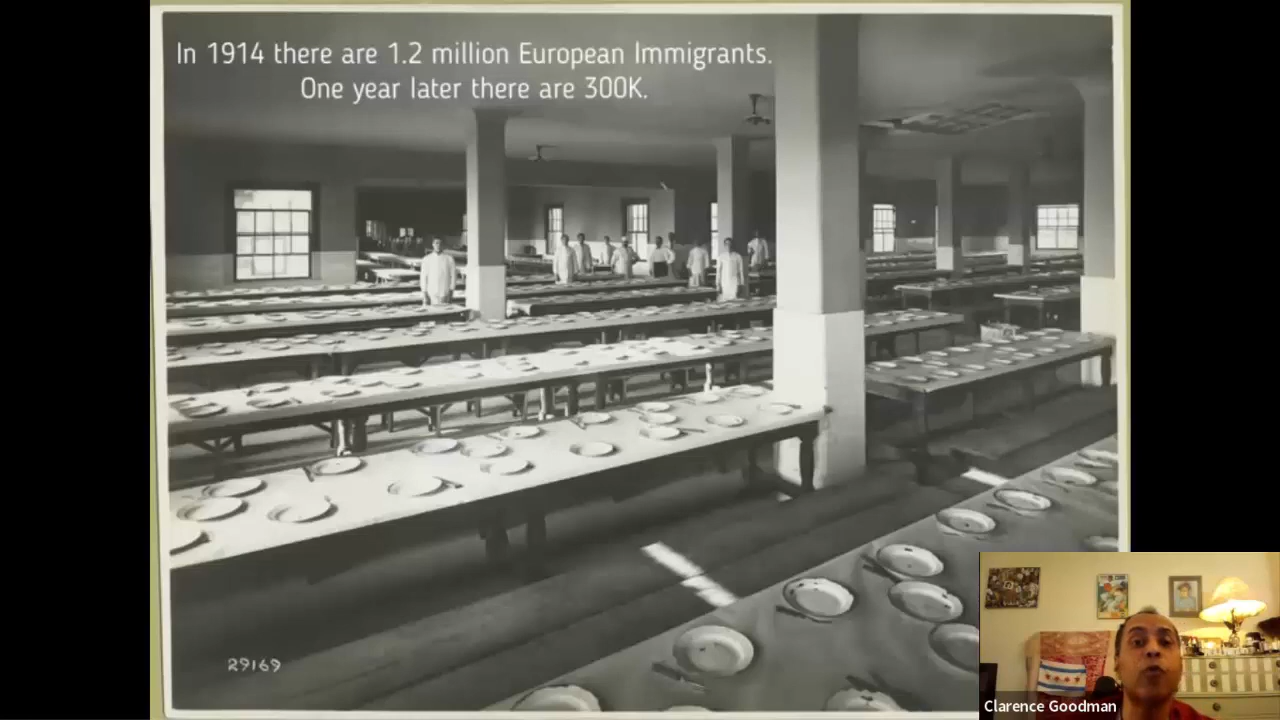 In 1914 there are 1.2 million European Immigrants.
One year later there are 300K.
29169
Clarence Goodman